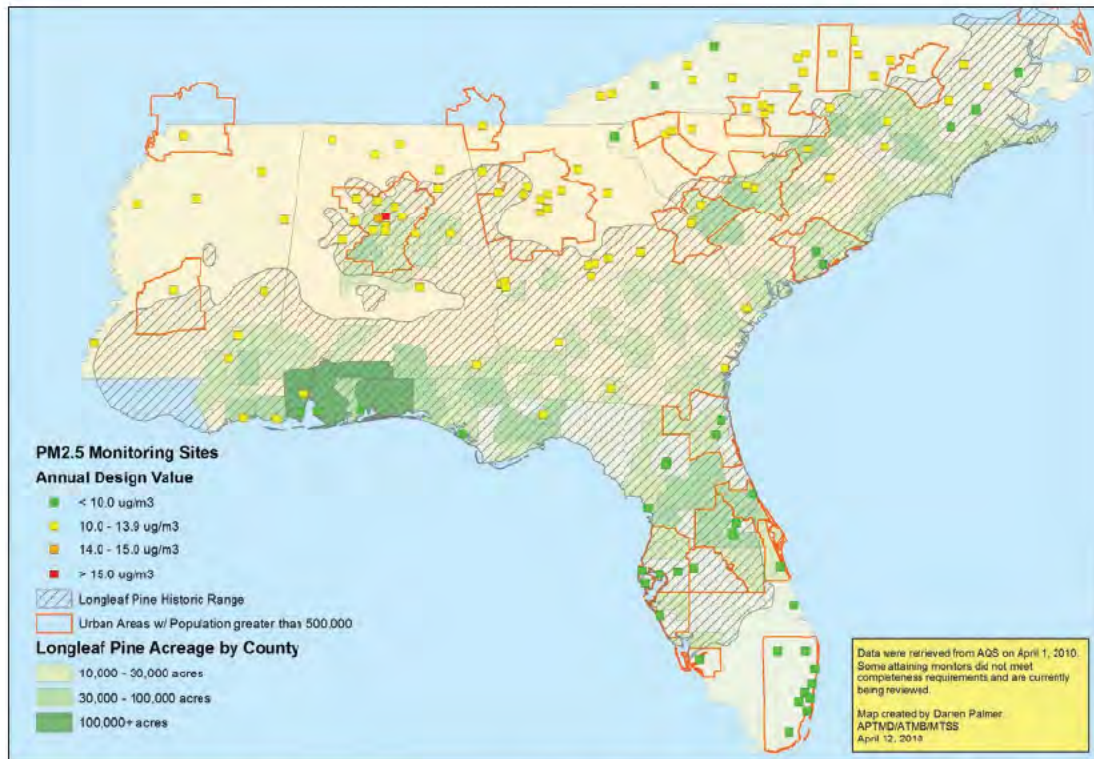 PM2.5 Monitoring Sites
Annual Design Value
< 10.0 ug/m3
10.0 - 13.9 ug/m3
14.0 - 15.0 ug/m3
> 15.0 ug/m3
Longleaf Pine Historic Range
Urban Areas w/ Population greater than 500,000
Longleaf Pine Acreage by County
10,000 - 30,000 acres
30,000 - 100,000 acres
100,000+ acres
Data were retrieved from AQS on April 1, 2010.
Some attaining monitors did not meet
completeness requirements and are currently
being reviewed.
Map created by Darren Palmer
APTMD/ATMB/MTSS
April 12, 2010